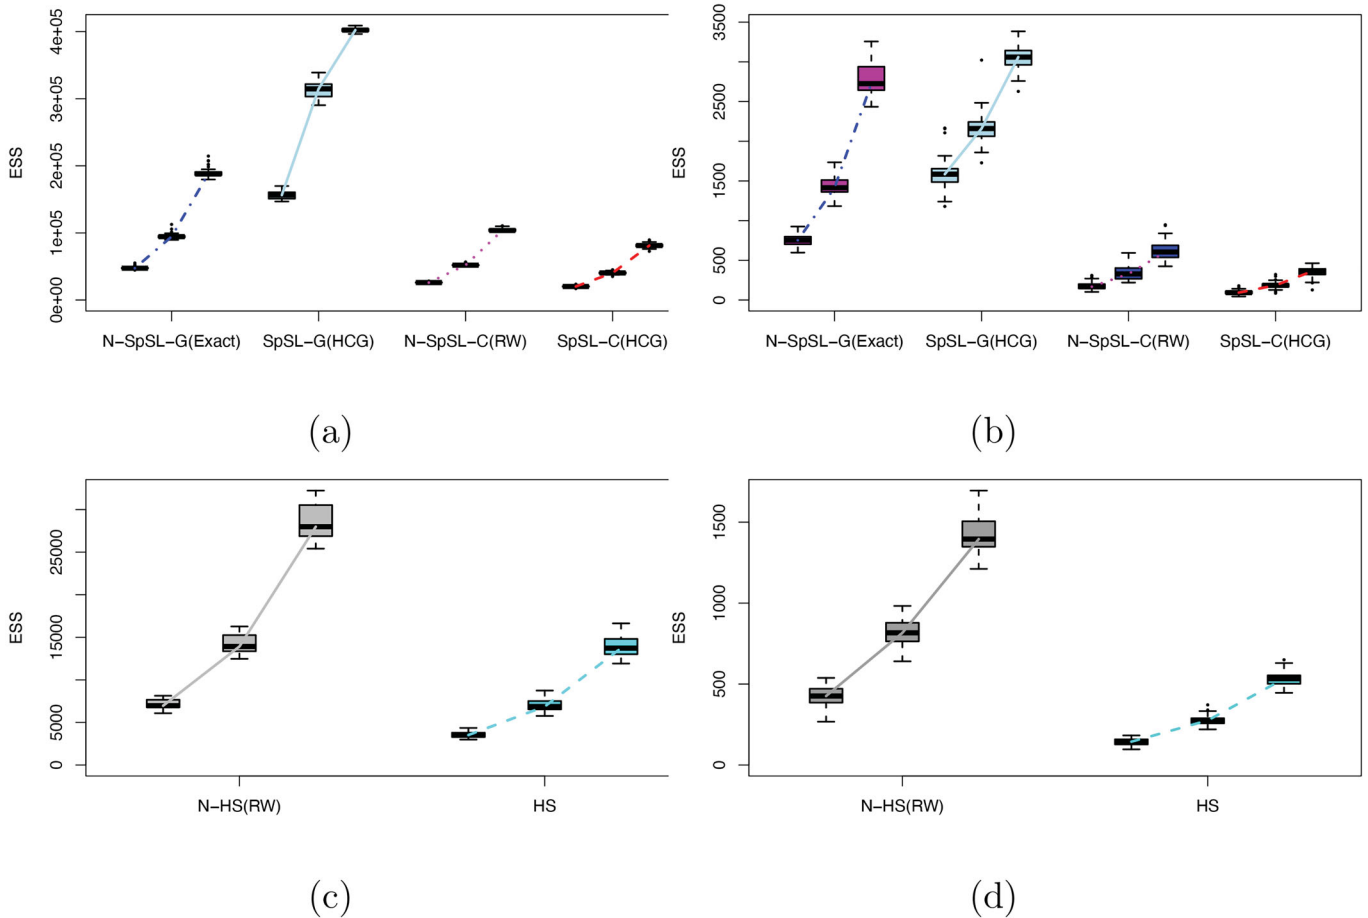 ESS
4e+05
3e+05
2e+05
1e+05
0e+00
N−SpSL−G(Exact) SpSL−G(HCG) N−SpSL−C(RW) SpSL−C(HCG)
(a)
ESS
3500
2500
1500
500
0
N−SpSL−G(Exact) SpSL−G(HCG) N−SpSL−C(RW) SpSL−C(HCG)
(b)
ESS
25000
15000
5000
0
N−HS(RW) HS
(c)
ESS
1500
1000
500
0
N−HS(RW) HS
(d)